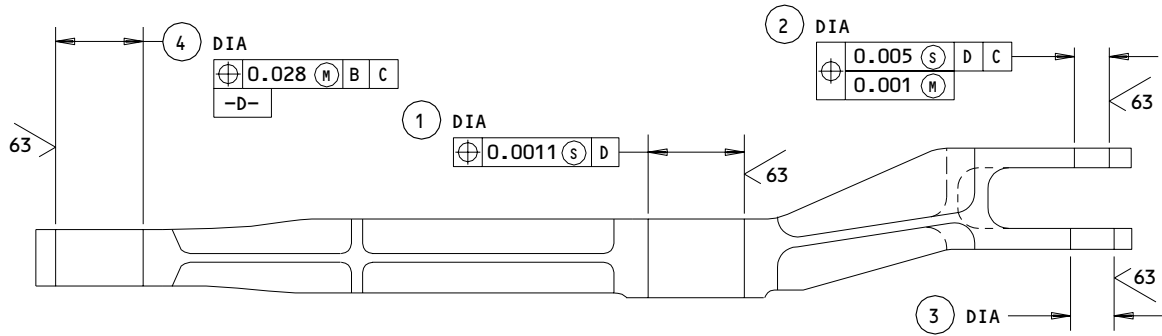 4 DIA
⌖ 0.028 Ⓜ B C
-D-
63
1 DIA
⌖ 0.0011 Ⓢ D
63
2 DIA
⌖ 0.005 Ⓢ D C
0.001 Ⓜ
63
63
3 DIA